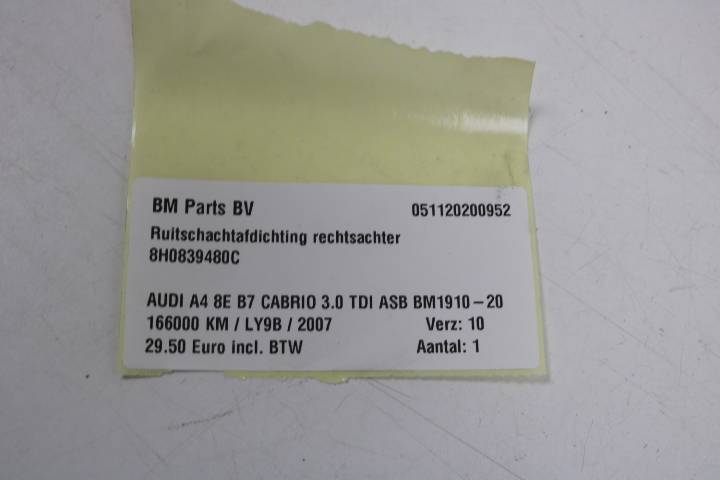 BM Parts BV 051120200952
Ruitschachtafdichting rechtsachter
8H0839480C
AUDI A4 8E B7 CABRIO 3.0 TDI ASB BM1910-20
166000 KM / LY9B / 2007 Verz: 10
29.50 Euro incl. BTW Aantal: 1